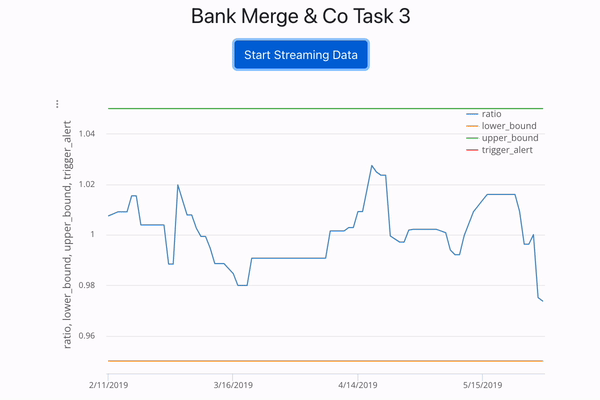 Bank Merge & Co Task 3
Start Streaming Data
ratio, lower_bound, upper_bound, trigger_alert
ratio
lower_bound
upper_bound
trigger_alert
1.04
1.02
1
0.98
0.96
2/11/2019
3/16/2019
4/14/2019
5/15/2019